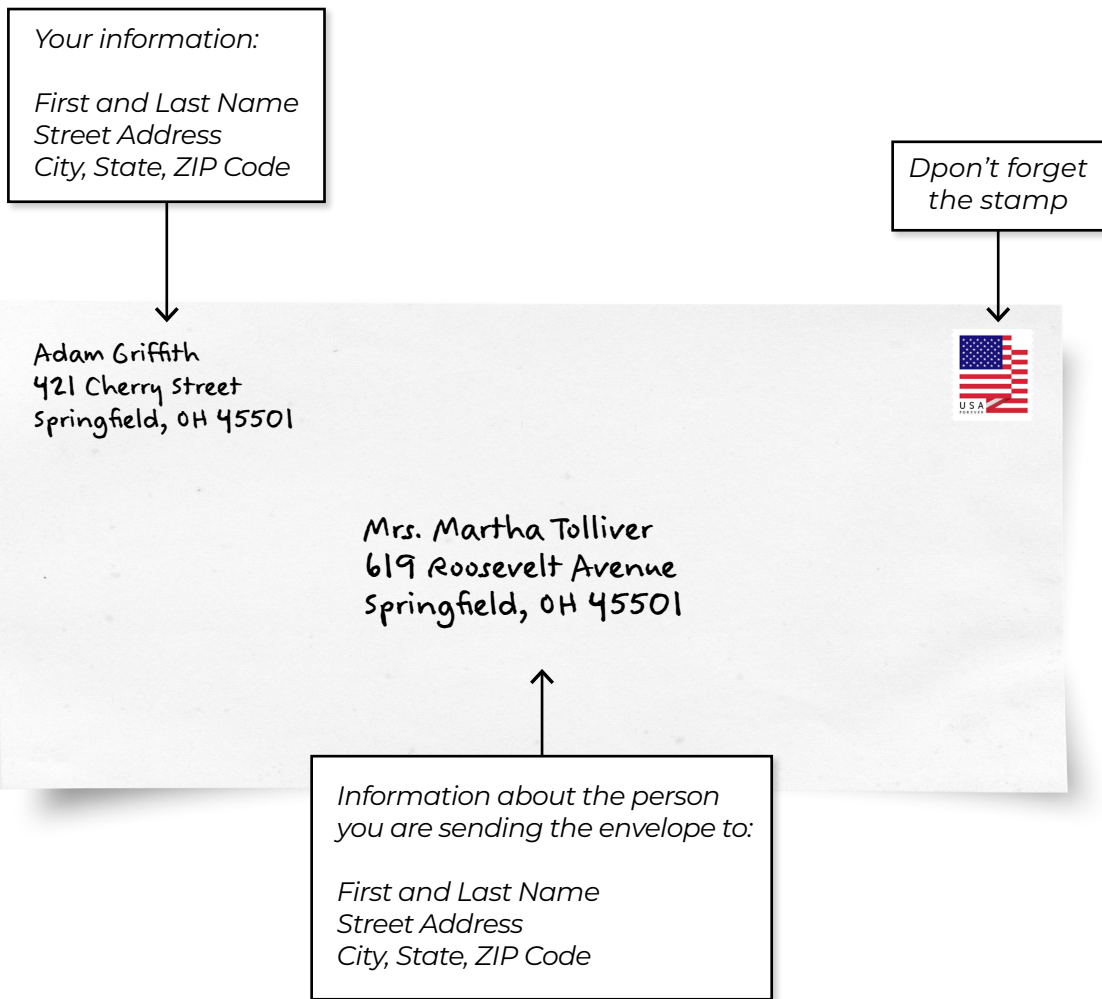 Your information:
First and Last Name
Street Address
City, State, ZIP Code
Dpon’t forget
the stamp
Adam Griffith
421 Cherry Street
Springfield, OH 45501
USA
FOREVER
Mrs. Martha Tolliver
619 Roosevelt Avenue
Springfield, OH 45501
Information about the person
you are sending the envelope to:
First and Last Name
Street Address
City, State, ZIP Code